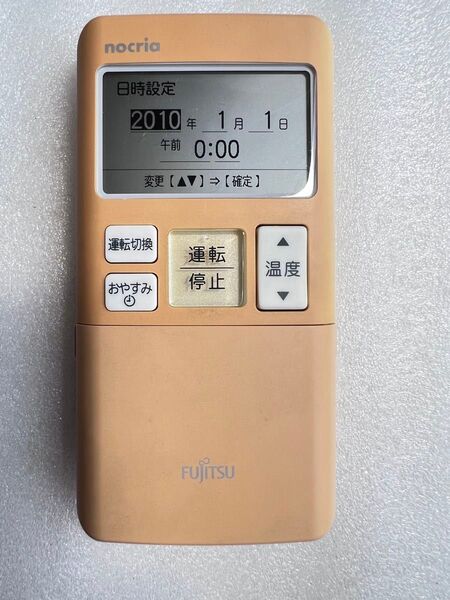 nocria
日時設定
2010年 1月 1日
午前 0:00
変更【▲▼】⇒【確定】
運転切換
おやすみ
運転
停止
▲
温度
▼
FUJITSU